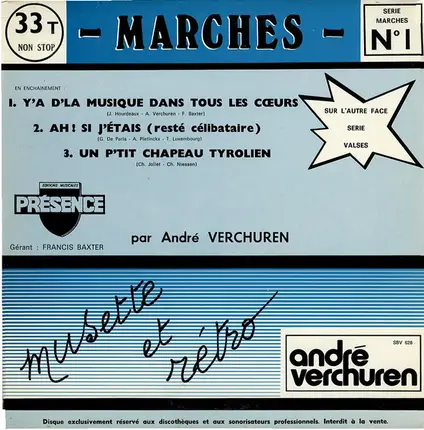 33 T
NON STOP
- MARCHES -
SERIE
MARCHES
N° 1
EN ENCHAINEMENT :
1. Y'A D'LA MUSIQUE DANS TOUS LES CŒURS
(J. Hourdeaux - A. Verchuren - F. Baxter)
2. AH! SI J'ÉTAIS (resté célibataire)
(G. De Paris - A. Pletinckx - T. Luxembourg)
3. UN P'TIT CHAPEAU TYROLIEN
(Ch. Jollet - Ch. Niessen)
SUR L'AUTRE FACE
SERIE
VALSES
EDITIONS MUSICALES
PRÉSENCE
Gérant : FRANCIS BAXTER
par André VERCHUREN
musette
et
rétro
SBV 628
andré
verchuren
Disque exclusivement réservé aux discothèques et aux sonorisateurs professionnels. Interdit à la vente.